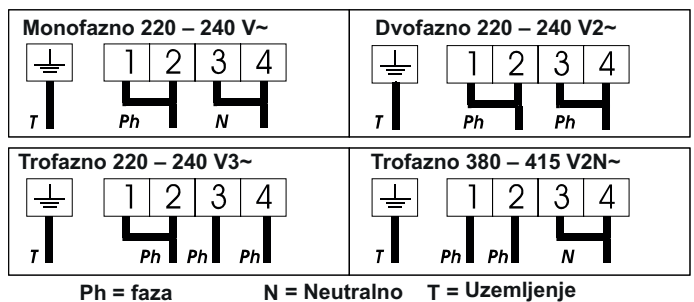 Monofazno 220 – 240 V~
1 2 3 4
T Ph N
Dvofazno 220 – 240 V2~
1 2 3 4
T Ph Ph
Trofazno 220 – 240 V3~
1 2 3 4
T Ph Ph Ph
Trofazno 380 – 415 V2N~
1 2 3 4
T Ph Ph N
Ph = faza N = Neutralno T = Uzemljenje